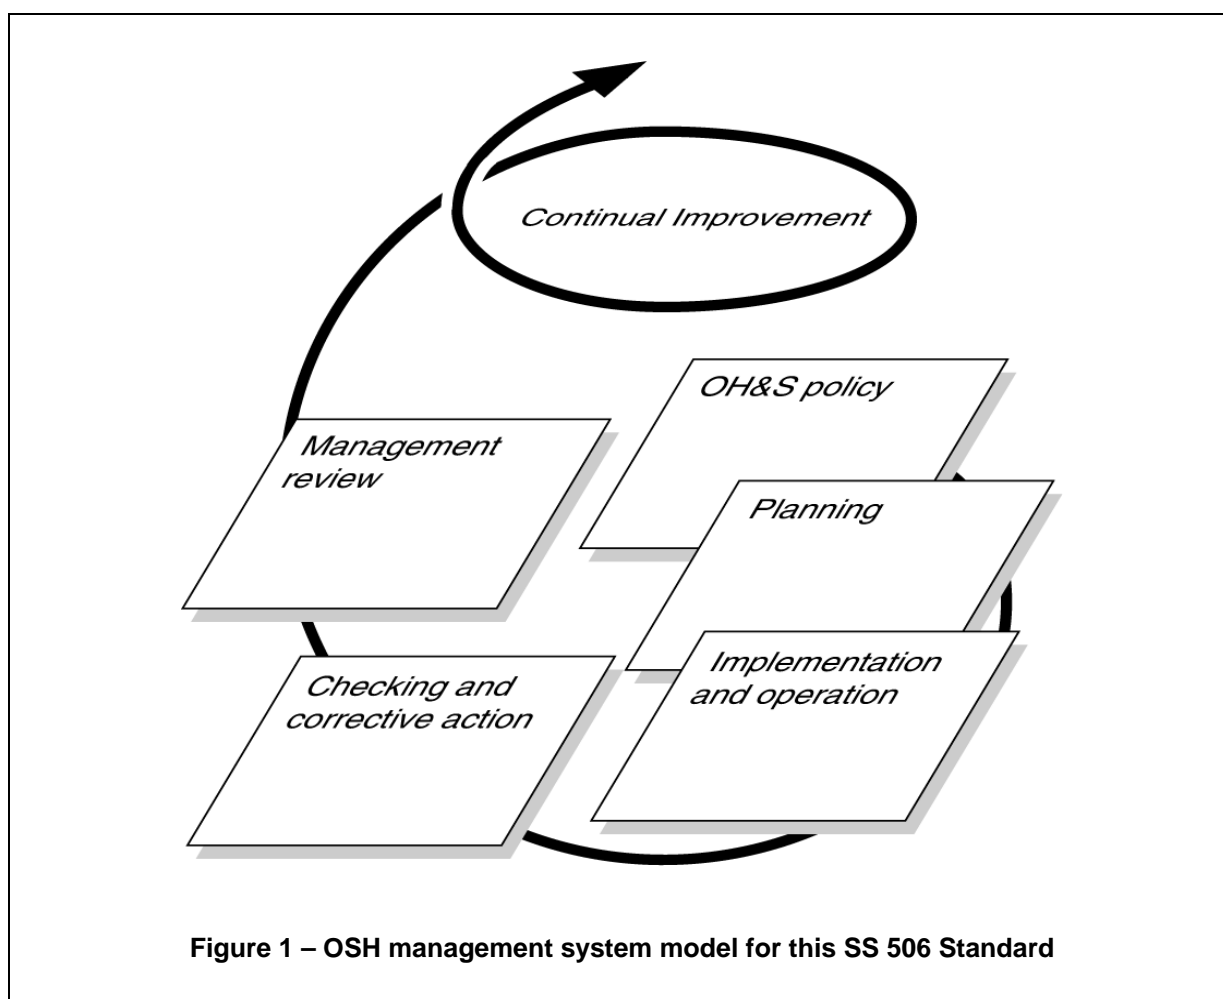 Continual Improvement
OH&S policy
Management
review
Planning
Implementation
and operation
Checking and
corrective action
Figure 1 – OSH management system model for this SS 506 Standard